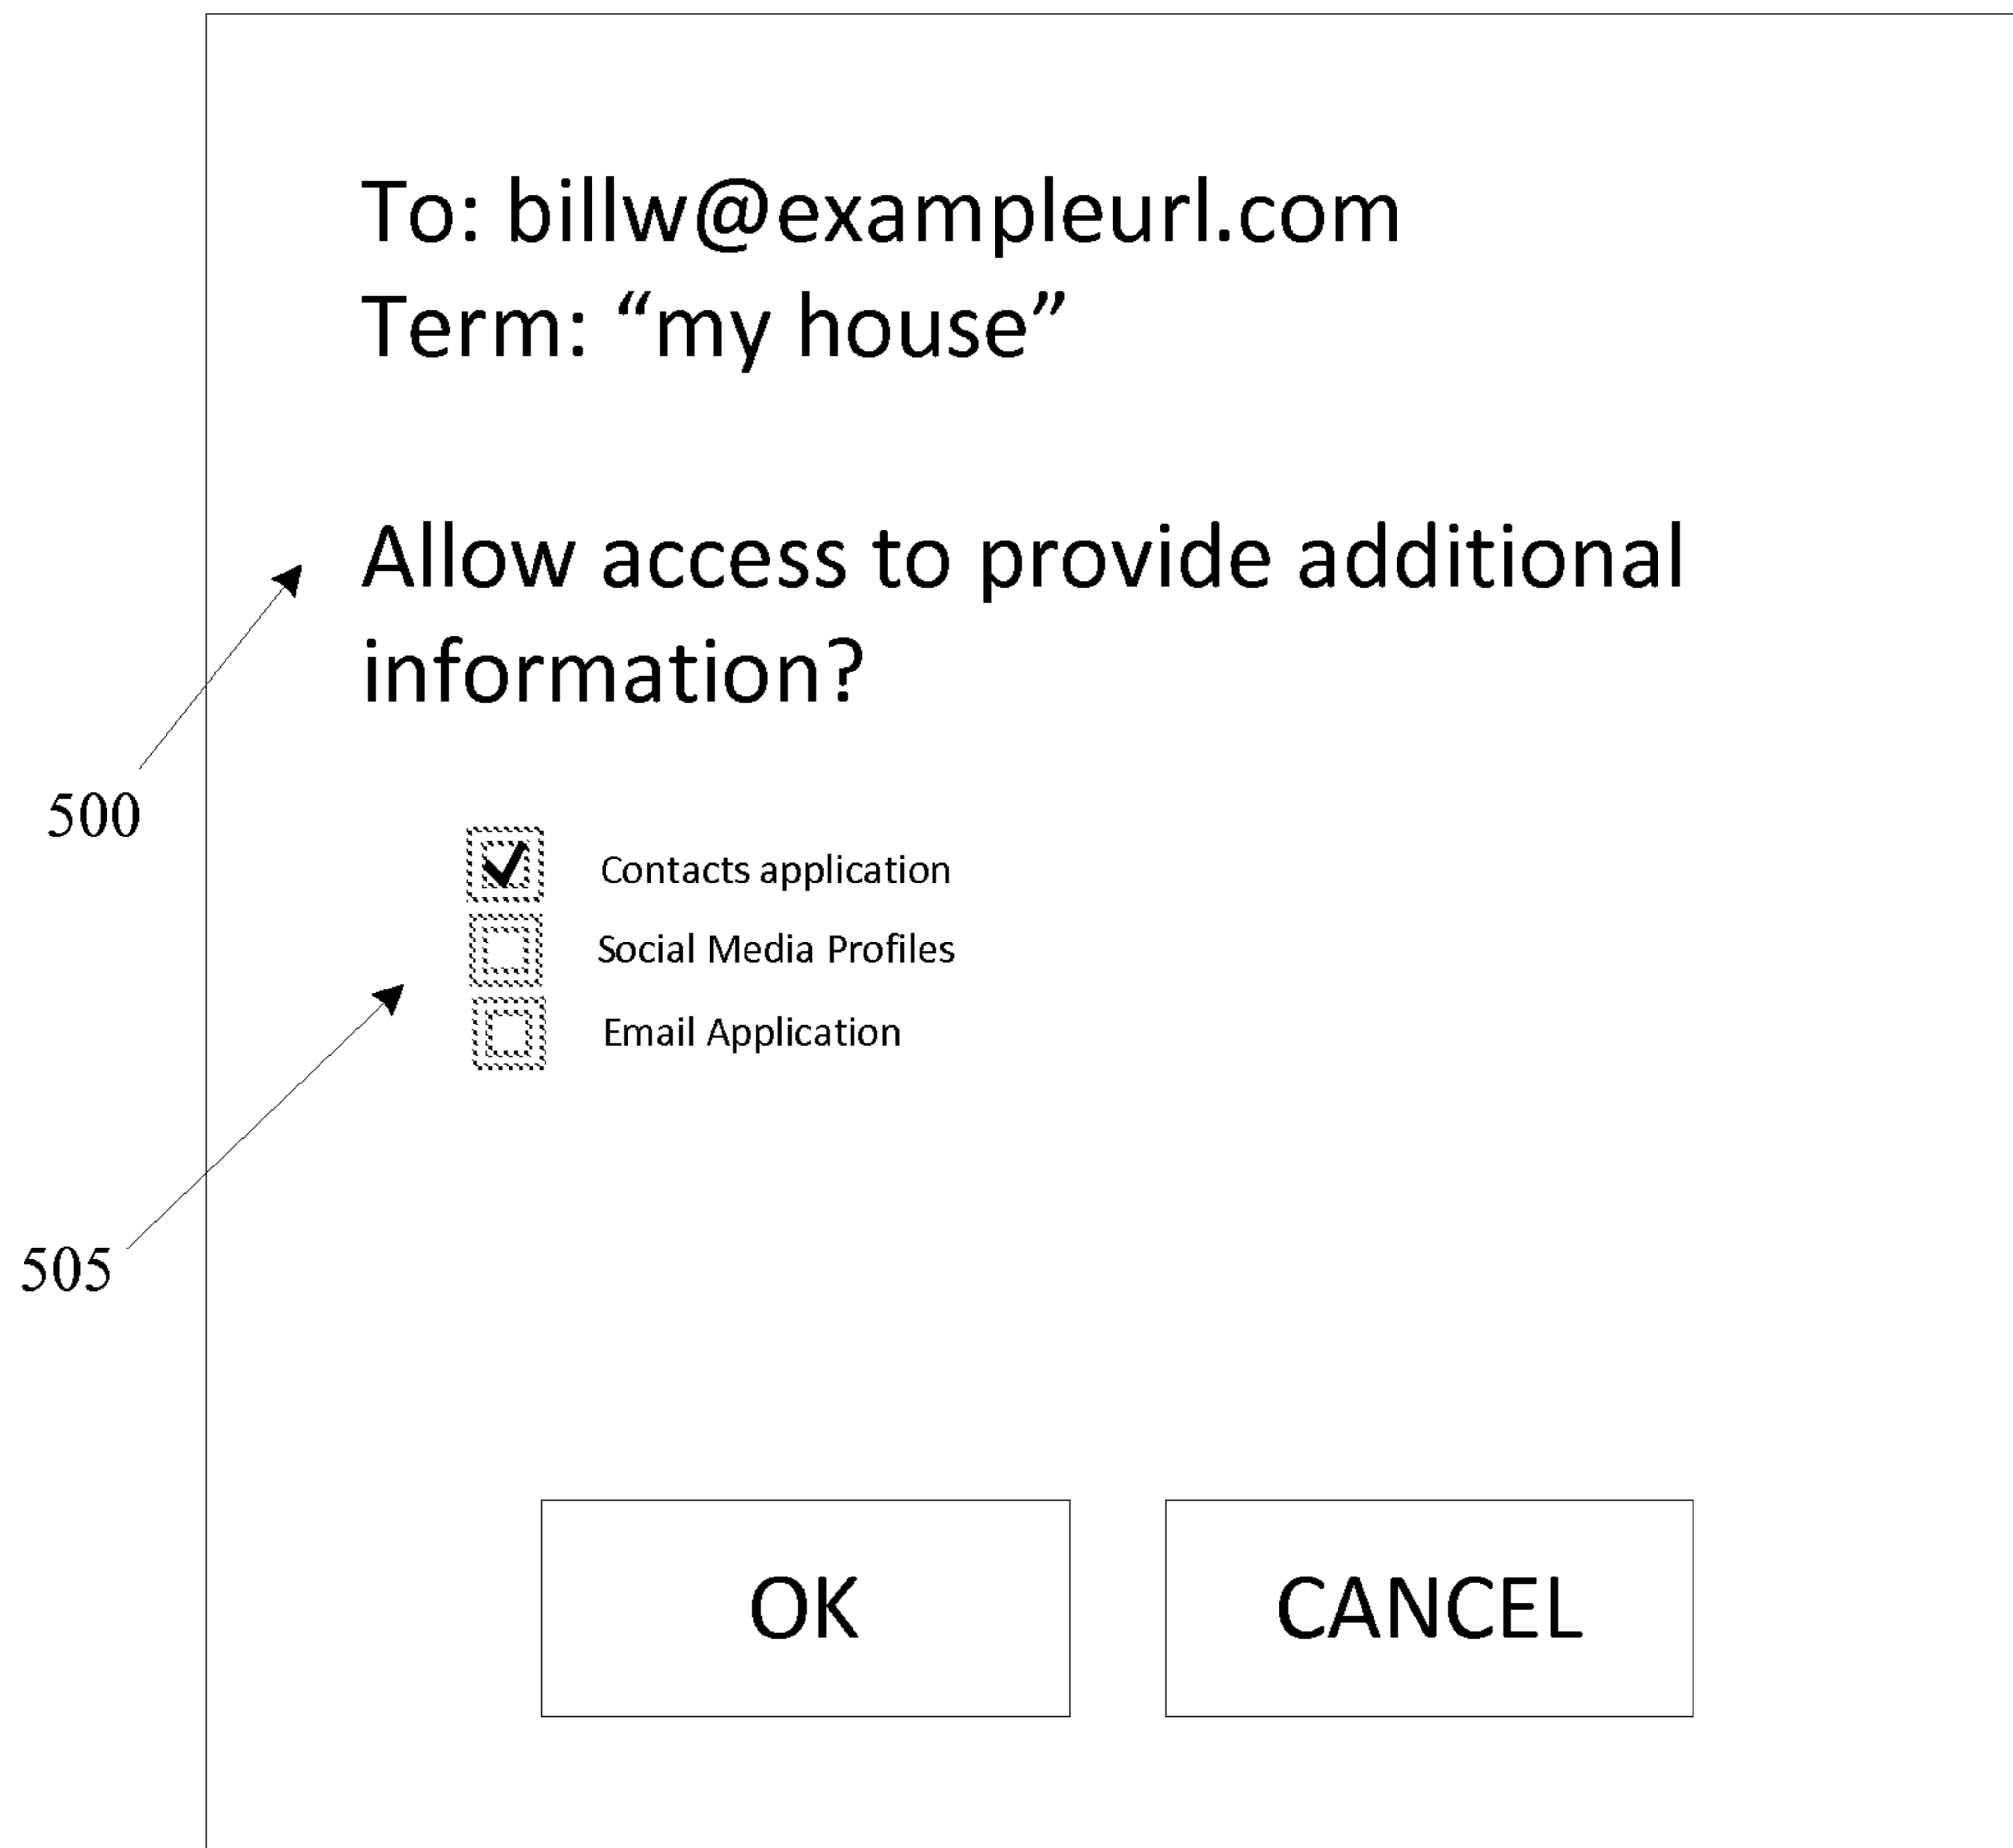 To: billw@exampleurl.com
Term: “my house”
Allow access to provide additional
information?
500
Contacts application
Social Media Profiles
Email Application
505
OK
CANCEL